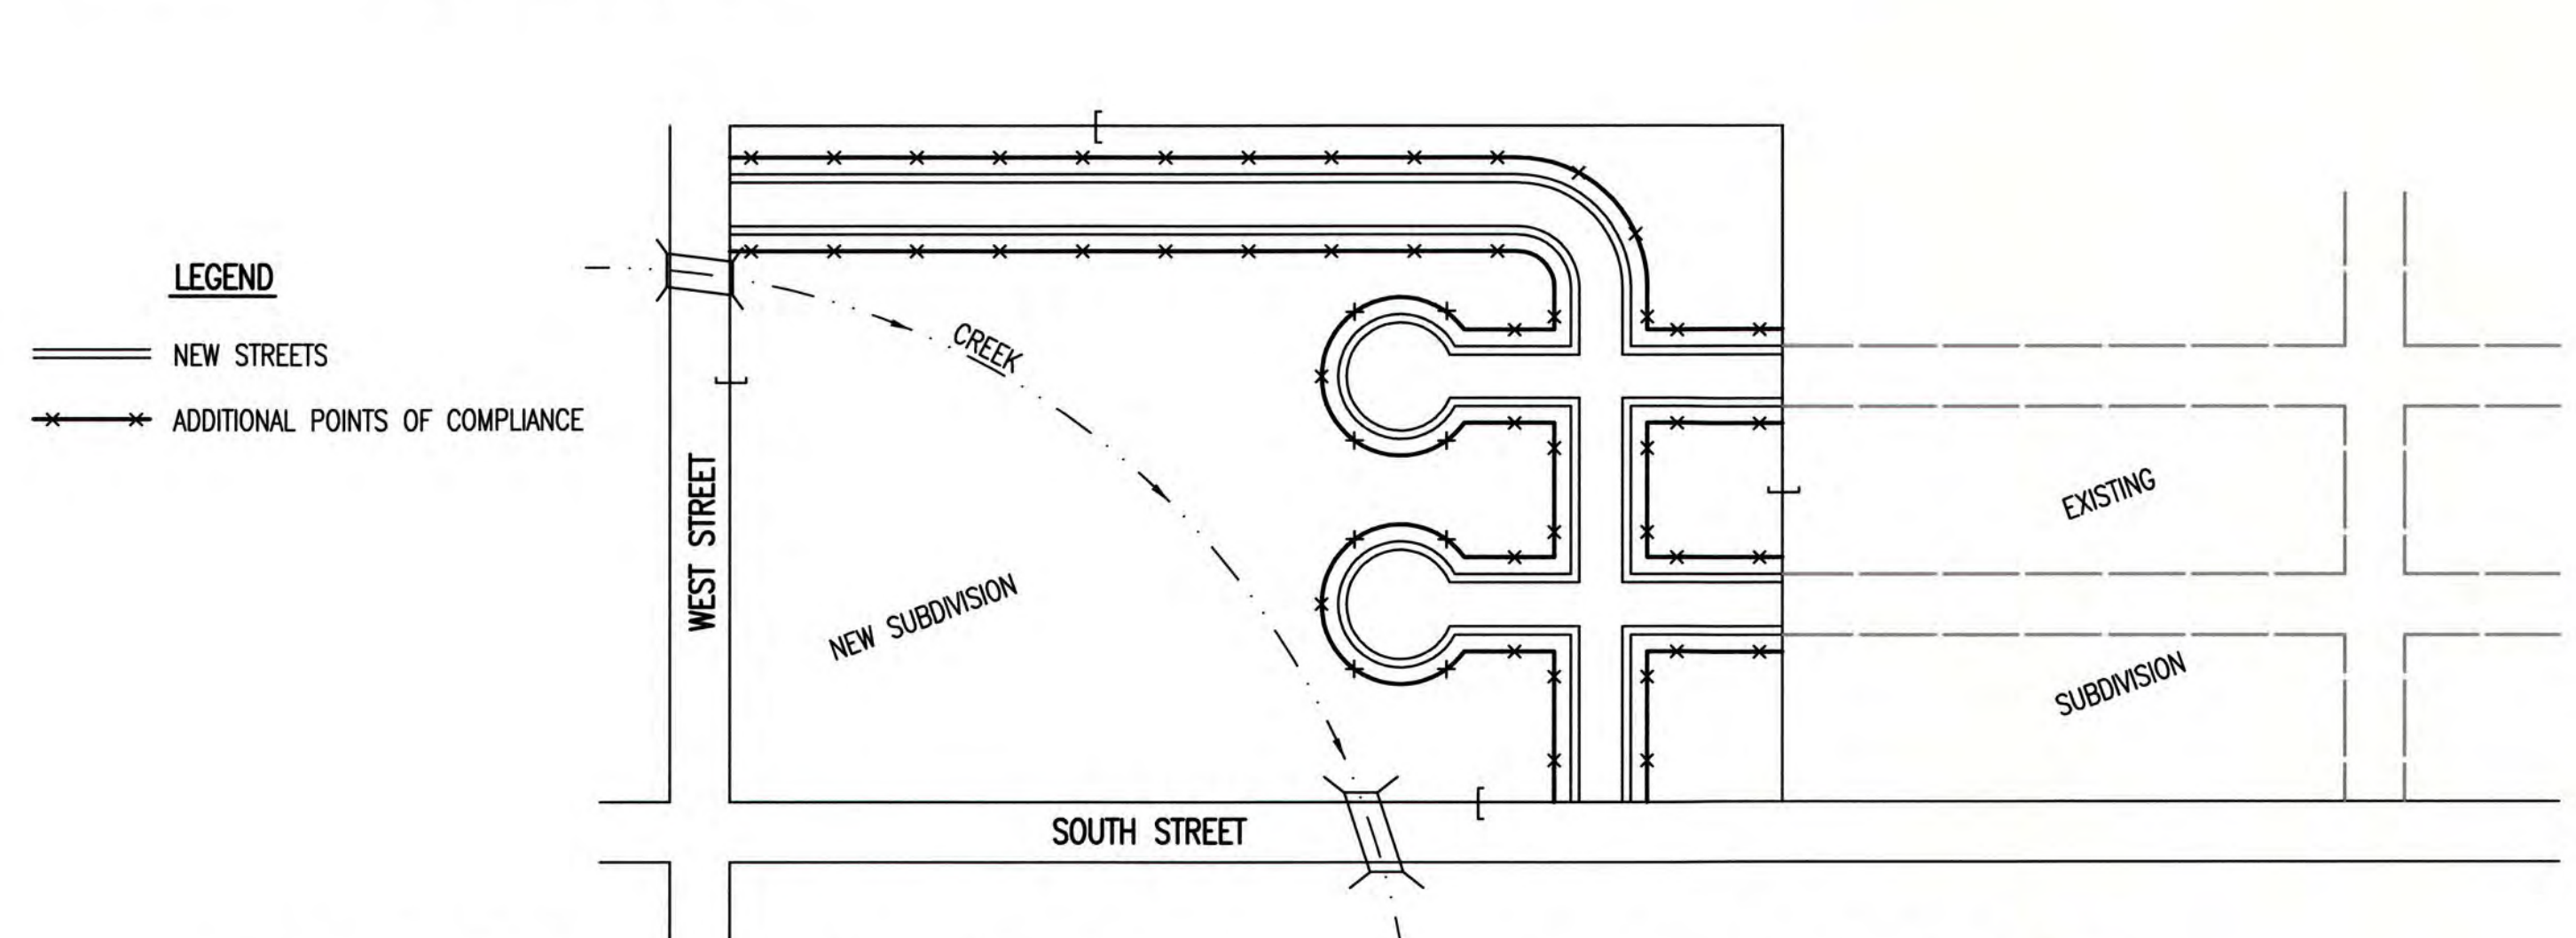 LEGEND
NEW STREETS
ADDITIONAL POINTS OF COMPLIANCE
WEST STREET
CREEK
NEW SUBDIVISION
SOUTH STREET
EXISTING
SUBDIVISION